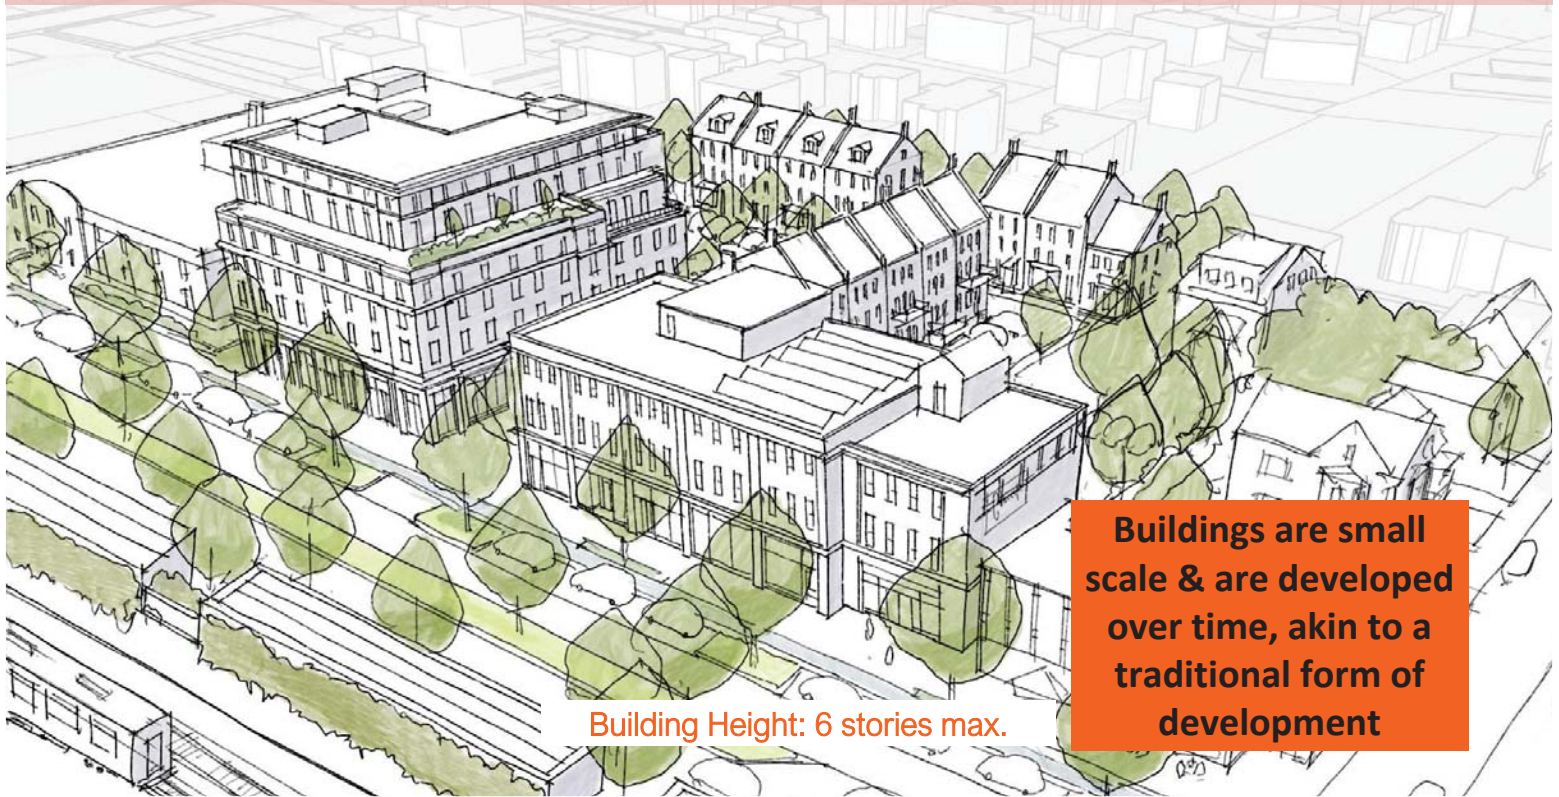 Building Height: 6 stories max.
Buildings are small
scale & are developed
over time, akin to a
traditional form of
development